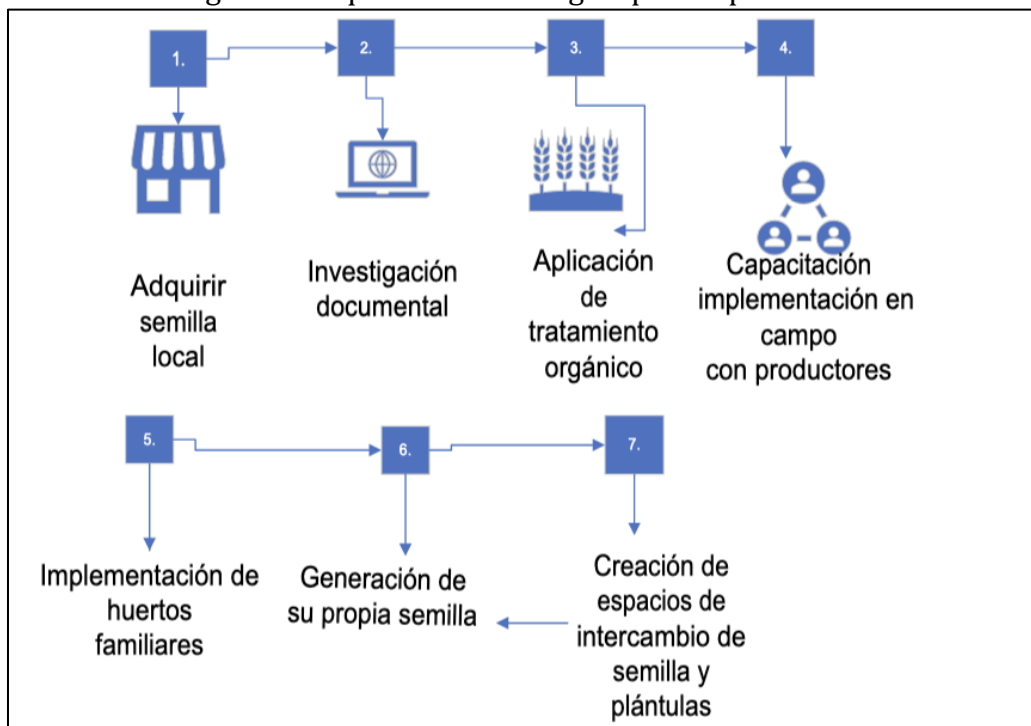 1.
2.
3.
4.
Adquirir
semilla
local
Investigación
documental
Aplicación
de
tratamiento
orgánico
Capacitación
implementación en
campo
con productores
5.
6.
7.
Implementación de
huertos
familiares
Generación de
su propia semilla
Creación de
espacios de
intercambio de
semilla y
plántulas